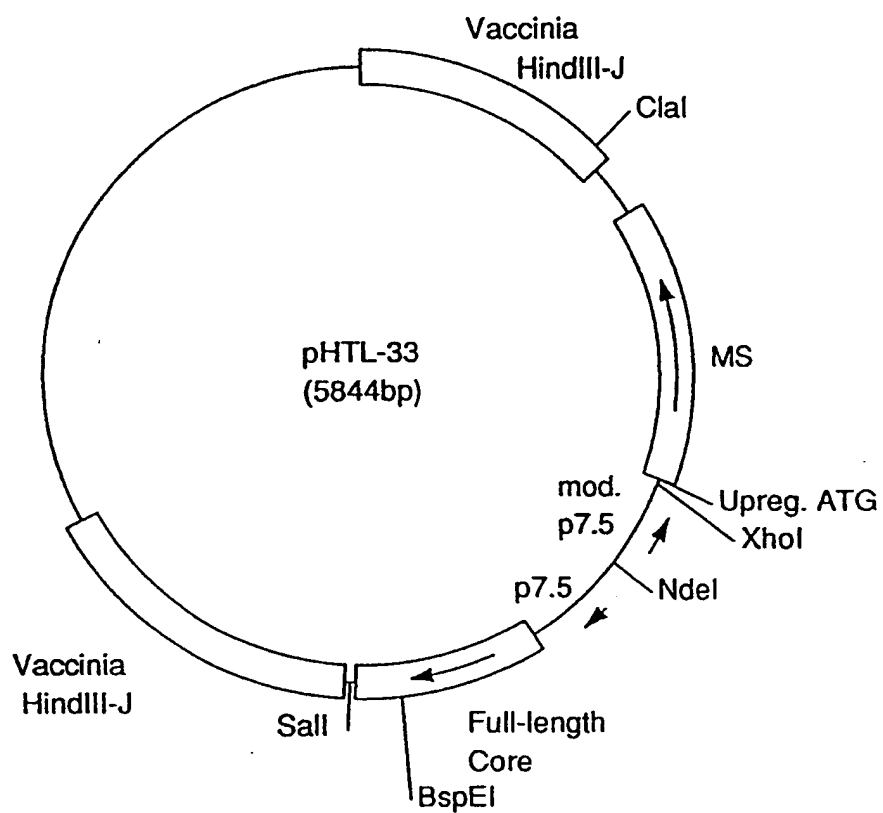 Vaccinia
HindIII-J
ClaI
pHTL-33
(5844bp)
MS
mod.
p7.5
Upreg. ATG
XhoI
p7.5
NdeI
Vaccinia
HindIII-J
SalI
Full-length
Core
BspEI